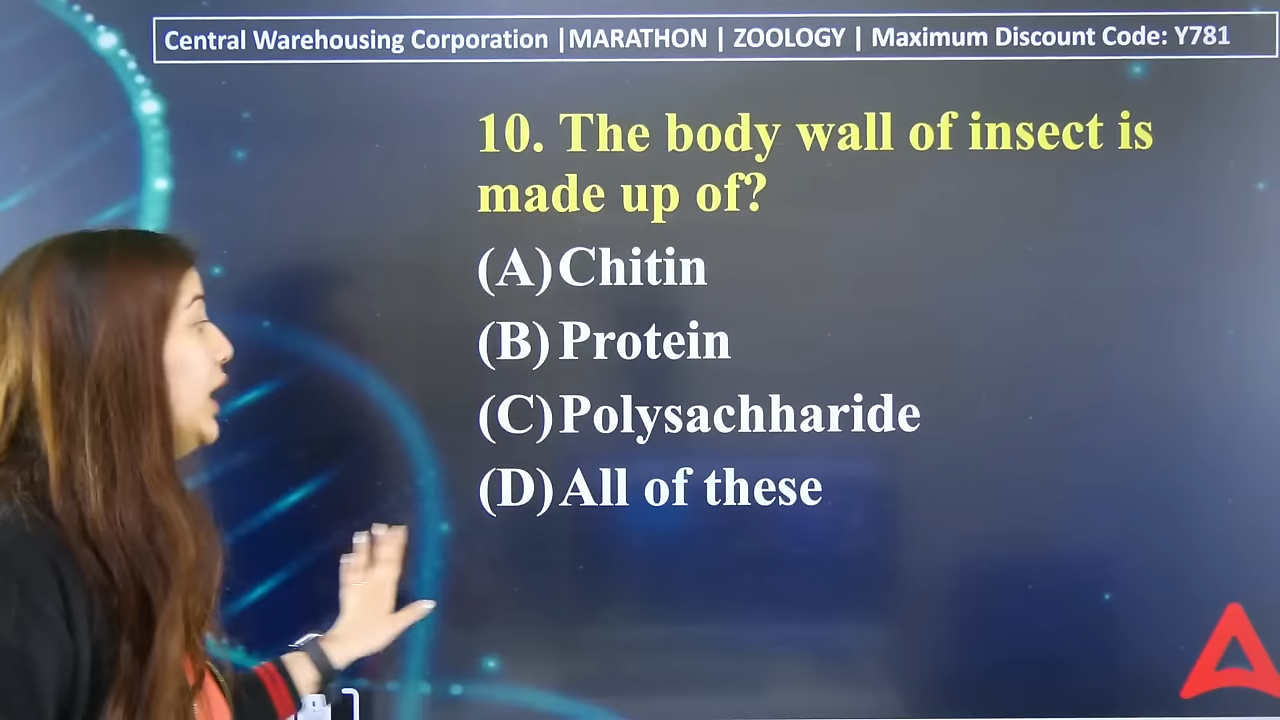 Central Warehousing Corporation |MARATHON | ZOOLOGY | Maximum Discount Code: Y781
10. The body wall of insect is
made up of?
(A) Chitin
(B) Protein
(C) Polysachharide
(D) All of these